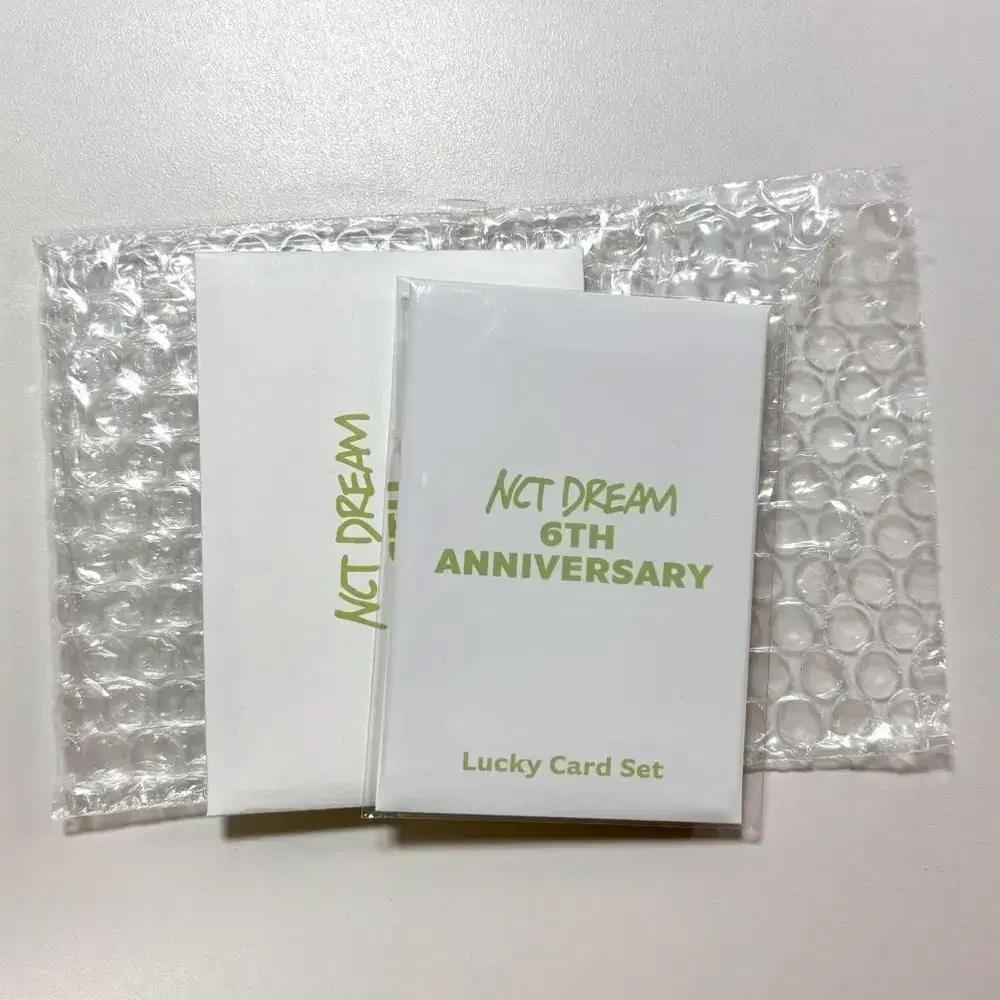 NCT DREAM
NCT DREAM
6TH
ANNIVERSARY
Lucky Card Set